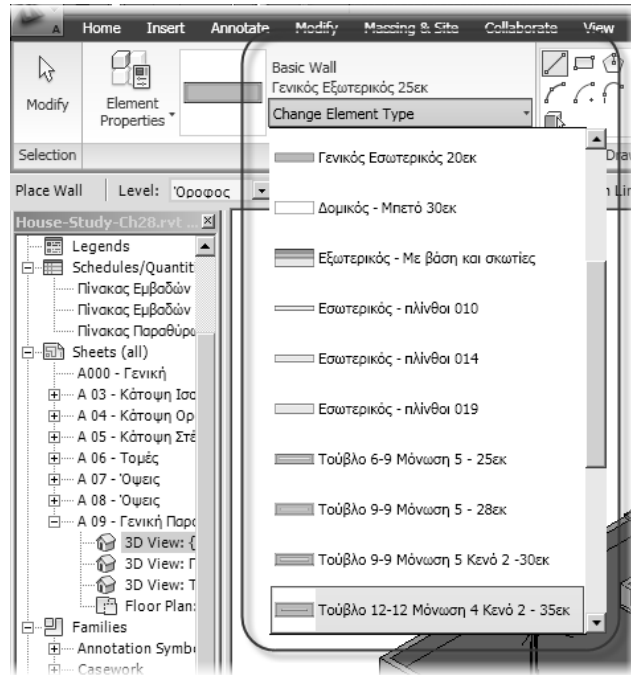 Home Insert Annotate Modify Massing & Site Collaborate View
Modify
Element
Properties
Basic Wall
Γενικός Εξωτερικός 25εκ
Change Element Type
Selection
Place Wall Level: Όροφος
House-Study-Ch28.rvt ...
Legends
Schedules/Quantit
Πίνακας Εμβαδών
Πίνακας Εμβαδών
Πίνακας Παραθύρω
Sheets (all)
A000 - Γενική
A 03 - Κάτοψη Ισο
A 04 - Κάτοψη Ορ
A 05 - Κάτοψη Στέ
A 06 - Τομές
A 07 - Όψεις
A 08 - Όψεις
A 09 - Γενική Παρο
3D View: {
3D View: Γ
3D View: Τ
Floor Plan:
Families
Annotation Symb
Casework
Γενικός Εσωτερικός 20εκ
Δομικός - Μπετό 30εκ
Εξωτερικός - Με βάση και σκωτίες
Εσωτερικός - πλίνθοι 010
Εσωτερικός - πλίνθοι 014
Εσωτερικός - πλίνθοι 019
Τούβλο 6-9 Μόνωση 5 - 25εκ
Τούβλο 9-9 Μόνωση 5 - 28εκ
Τούβλο 9-9 Μόνωση 5 Κενό 2 -30εκ
Τούβλο 12-12 Μόνωση 4 Κενό 2 - 35εκ